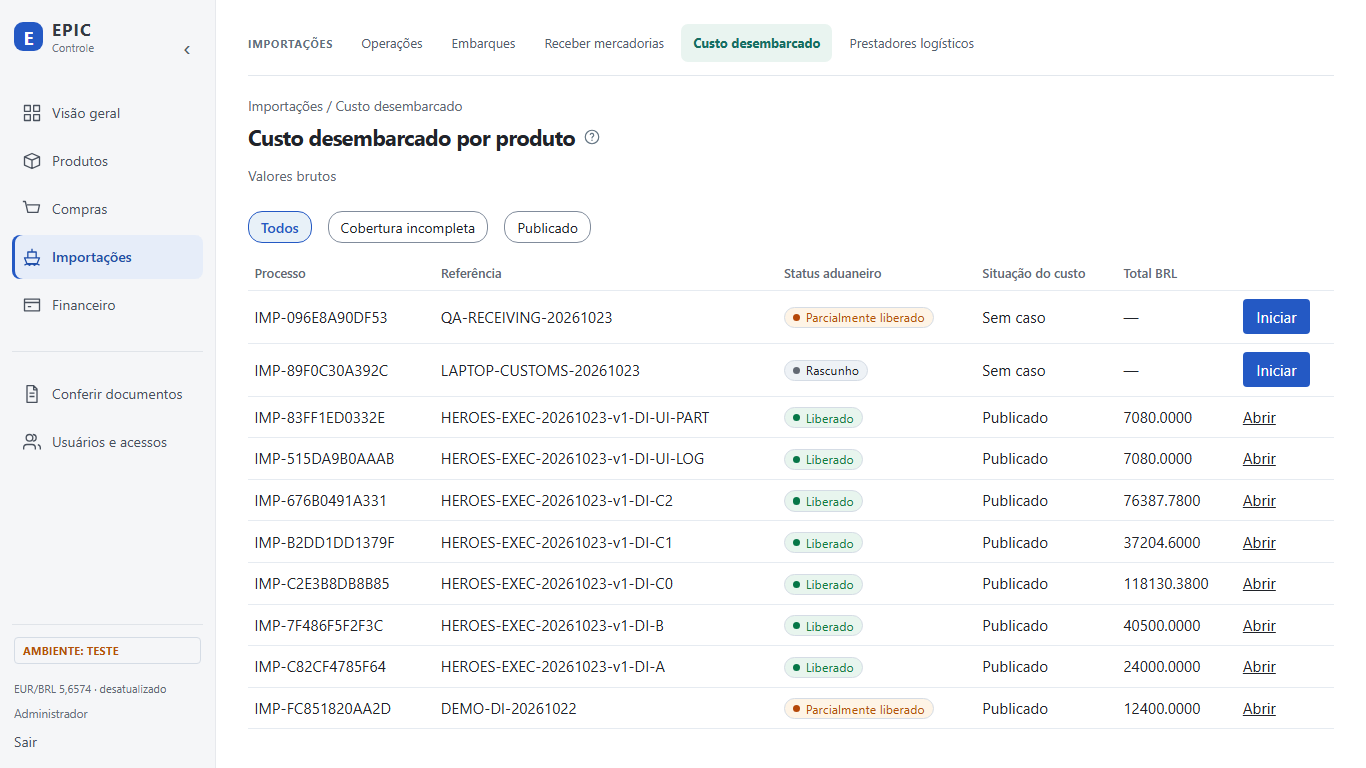 E
EPIC
Controle
Visão geral
Produtos
Compras
Importações
Financeiro
Conferir documentos
Usuários e acessos
AMBIENTE: TESTE
EUR/BRL 5,6574 · desatualizado
Administrador
Sair
IMPORTAÇÕES Operações Embarques Receber mercadorias Custo desembarcado Prestadores logísticos
Importações / Custo desembarcado
Custo desembarcado por produto ?
Valores brutos
Todos Cobertura incompleta Publicado
Processo Referência Status aduaneiro Situação do custo Total BRL
IMP-096E8A90DF53 QA-RECEIVING-20261023 Parcialmente liberado Sem caso — Iniciar
IMP-89F0C30A392C LAPTOP-CUSTOMS-20261023 Rascunho Sem caso — Iniciar
IMP-83FF1ED0332E HEROES-EXEC-20261023-v1-DI-UI-PART Liberado Publicado 7080.0000 Abrir
IMP-515DA9B0AAAB HEROES-EXEC-20261023-v1-DI-UI-LOG Liberado Publicado 7080.0000 Abrir
IMP-676B0491A331 HEROES-EXEC-20261023-v1-DI-C2 Liberado Publicado 76387.7800 Abrir
IMP-B2DD1DD1379F HEROES-EXEC-20261023-v1-DI-C1 Liberado Publicado 37204.6000 Abrir
IMP-C2E3B8DB8B85 HEROES-EXEC-20261023-v1-DI-C0 Liberado Publicado 118130.3800 Abrir
IMP-7F486F5F2F3C HEROES-EXEC-20261023-v1-DI-B Liberado Publicado 40500.0000 Abrir
IMP-C82CF4785F64 HEROES-EXEC-20261023-v1-DI-A Liberado Publicado 24000.0000 Abrir
IMP-FC851820AA2D DEMO-DI-20261022 Parcialmente liberado Publicado 12400.0000 Abrir